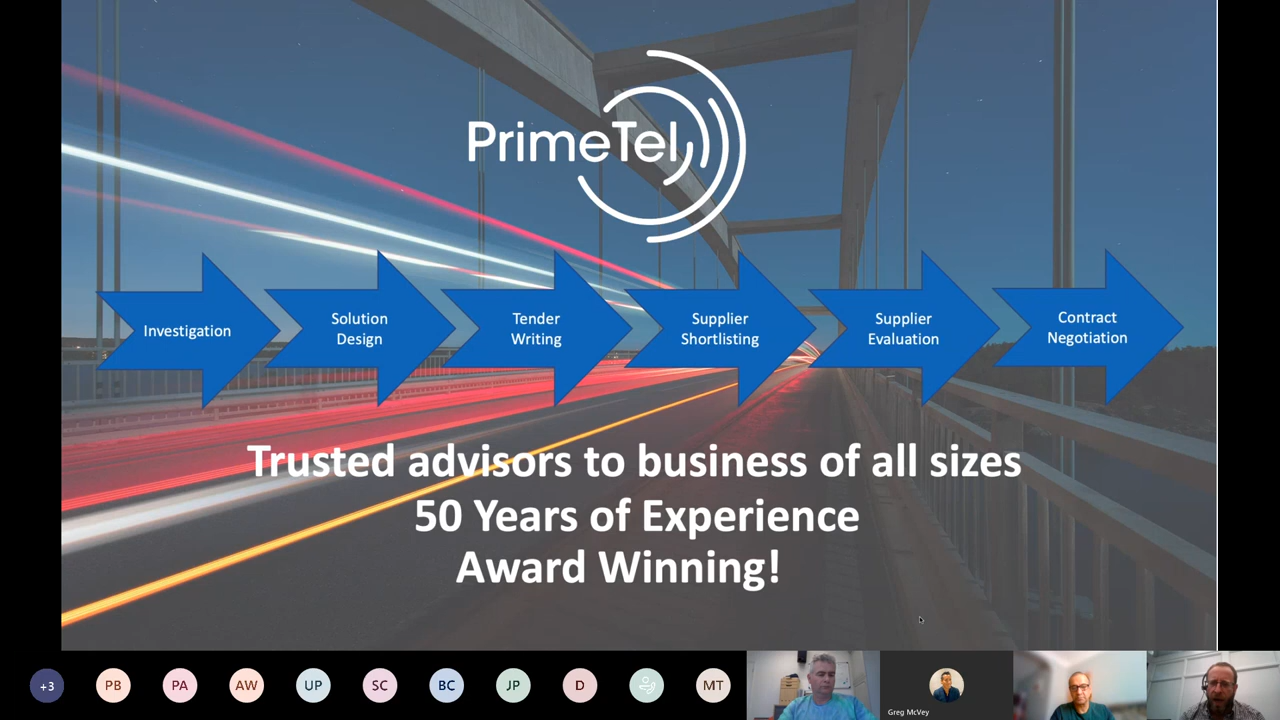 PrimeTel
Investigation
Solution
Design
Tender
Writing
Supplier
Shortlisting
Supplier
Evaluation
Contract
Negotiation
Trusted advisors to business of all sizes
50 Years of Experience
Award Winning!
+3
PB
PA
AW
UP
SC
BC
JP
D
MT
Greg McVey